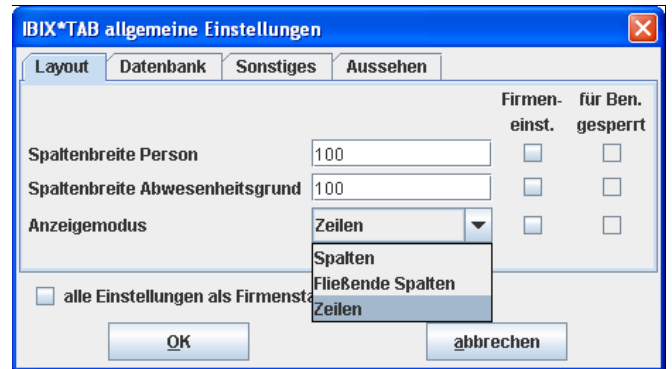 IBIX*TAB allgemeine Einstellungen
Layout Datenbank Sonstiges Aussehen
Firmen- für Ben.
einst. gesperrt
Spaltenbreite Person 100
Spaltenbreite Abwesenheitsgrund 100
Anzeigemodus Zeilen
Spalten
Fließende Spalten
alle Einstellungen als Firmensta
Zeilen
OK abbrechen